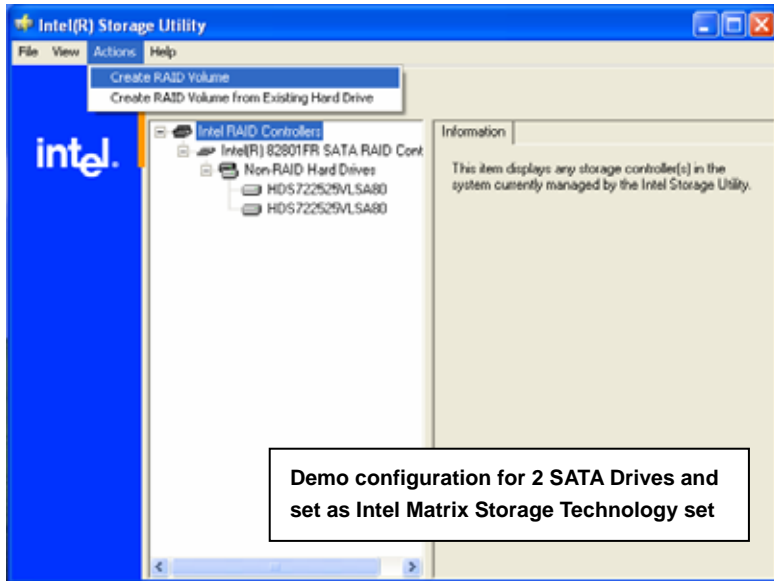 Intel(R) Storage Utility
File View Actions Help
Create RAID Volume
Create RAID Volume from Existing Hard Drive
intel.
Intel RAID Controllers
Intel(R) 82801FR SATA RAID Cont
Non-RAID Hard Drives
HDS722525VLSA80
HDS722525VLSA80
Information
This item displays any storage controller(s) in the
system currently managed by the Intel Storage Utility.
Demo configuration for 2 SATA Drives and
set as Intel Matrix Storage Technology set